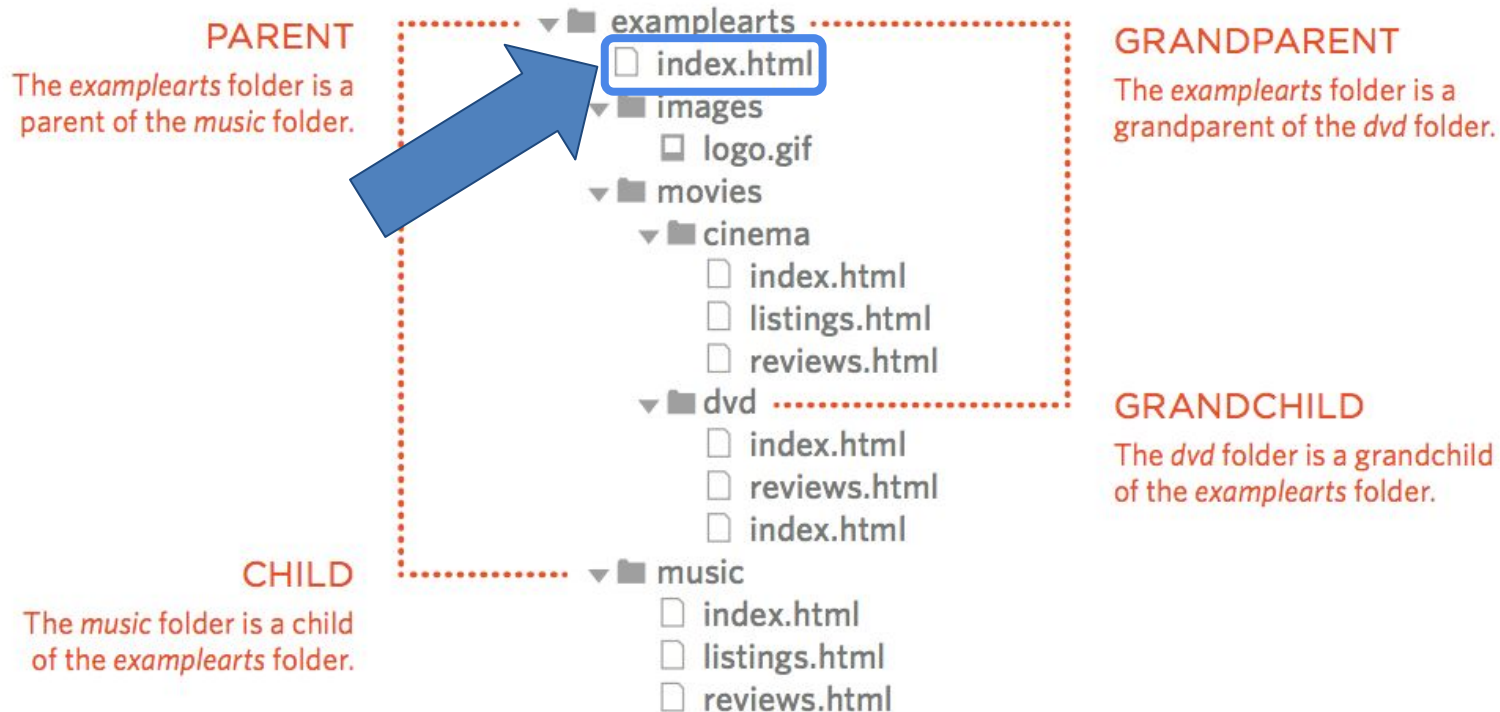 PARENT
The examplearts folder is a
parent of the music folder.
examplearts
index.html
images
logo.gif
movies
cinema
index.html
listings.html
reviews.html
dvd
index.html
reviews.html
index.html
music
index.html
listings.html
reviews.html
GRANDPARENT
The examplearts folder is a
grandparent of the dvd folder.
GRANDCHILD
The dvd folder is a grandchild
of the examplearts folder.
CHILD
The music folder is a child
of the examplearts folder.